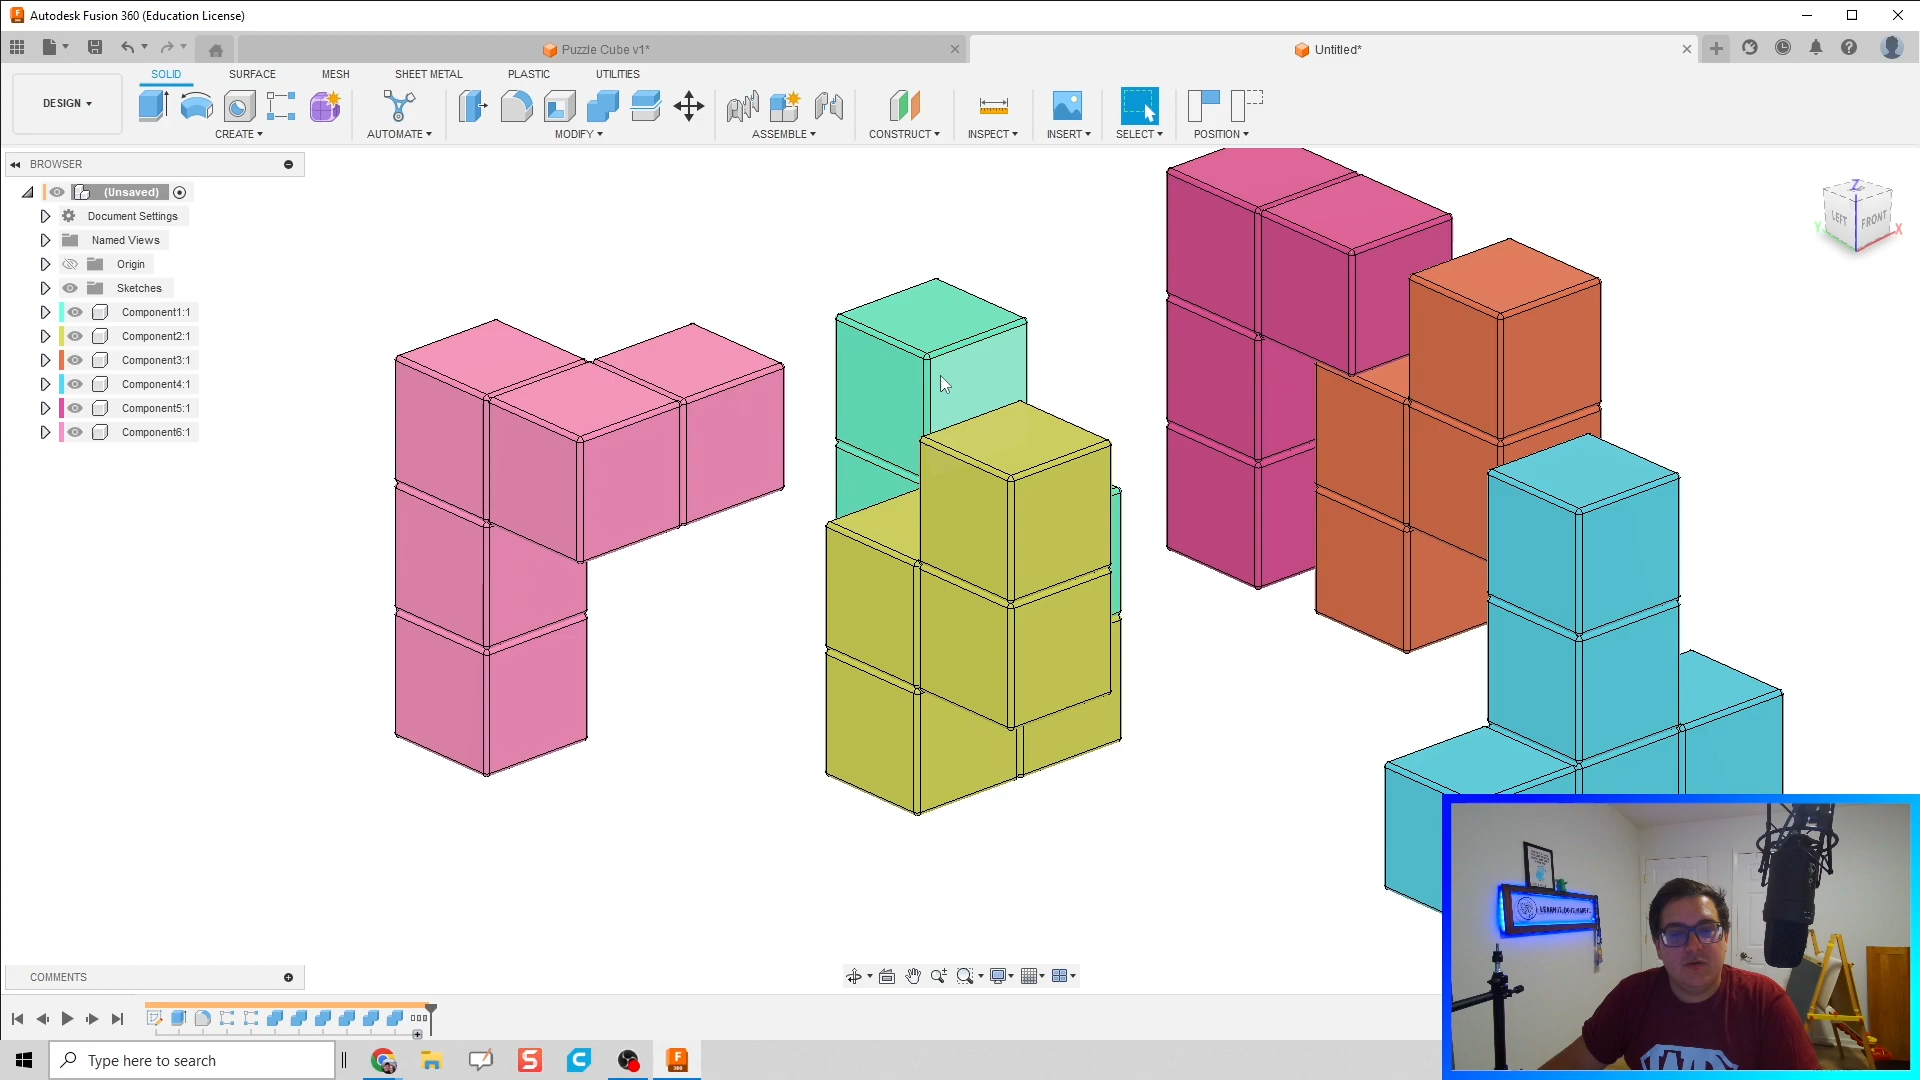 Autodesk Fusion 360 (Education License)
Puzzle Cube v1*
Untitled*
DESIGN
SOLID
SURFACE
MESH
SHEET METAL
PLASTIC
UTILITIES
CREATE
AUTOMATE
MODIFY
ASSEMBLE
CONSTRUCT
INSPECT
INSERT
SELECT
POSITION
BROWSER
(Unsaved)
Document Settings
Named Views
Origin
Sketches
Component1:1
Component2:1
Component3:1
Component4:1
Component5:1
Component6:1
Z
LEFT
FRONT
Y
X
COMMENTS
Type here to search